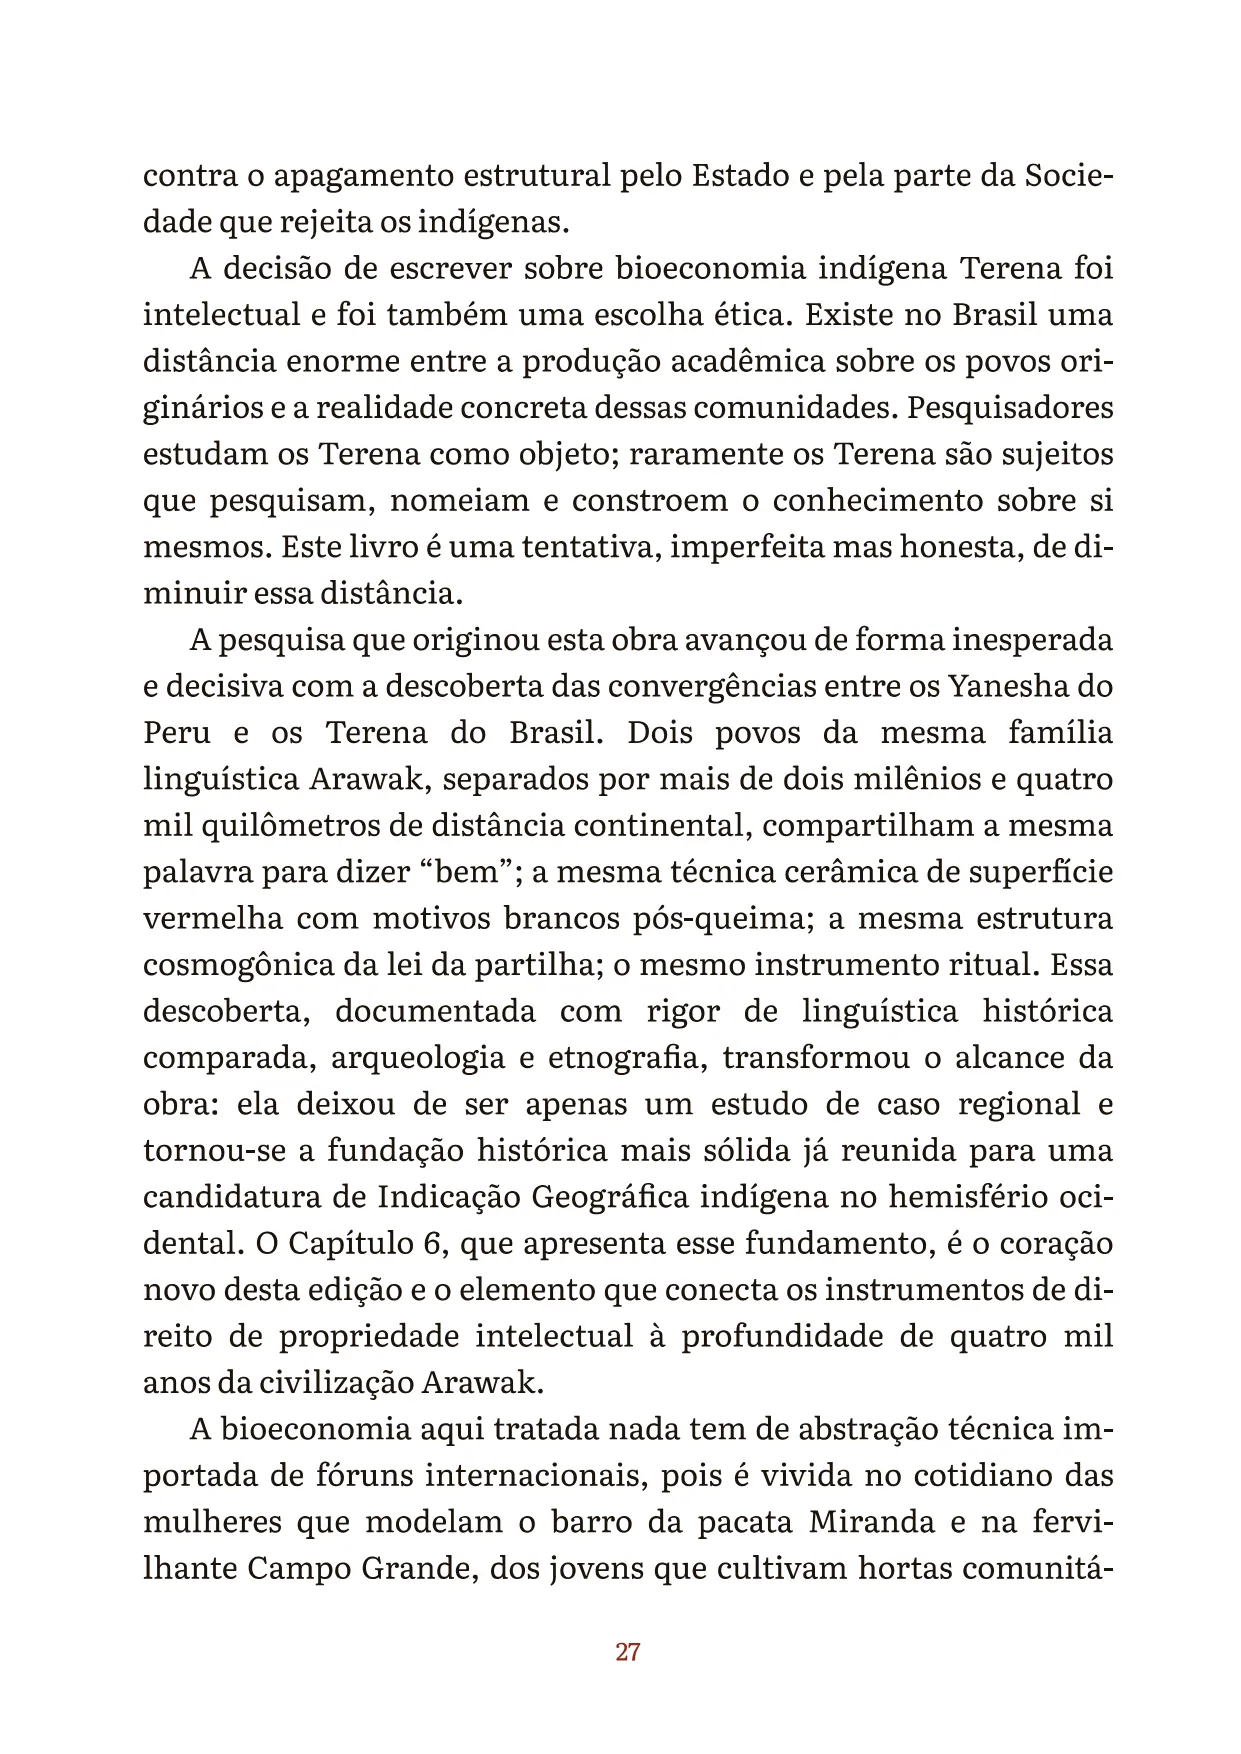 contra o apagamento estrutural pelo Estado e pela parte da Socie-
dade que rejeita os indígenas.
A decisão de escrever sobre bioeconomia indígena Terena foi
intelectual e foi também uma escolha ética. Existe no Brasil uma
distância enorme entre a produção acadêmica sobre os povos ori-
ginários e a realidade concreta dessas comunidades. Pesquisadores
estudam os Terena como objeto; raramente os Terena são sujeitos
que pesquisam, nomeiam e constroem o conhecimento sobre si
mesmos. Este livro é uma tentativa, imperfeita mas honesta, de di-
minuir essa distância.
A pesquisa que originou esta obra avançou de forma inesperada
e decisiva com a descoberta das convergências entre os Yanesha do
Peru e os Terena do Brasil. Dois povos da mesma família
linguística Arawak, separados por mais de dois milênios e quatro
mil quilômetros de distância continental, compartilham a mesma
palavra para dizer “bem”; a mesma técnica cerâmica de superfície
vermelha com motivos brancos pós-queima; a mesma estrutura
cosmogônica da lei da partilha; o mesmo instrumento ritual. Essa
descoberta, documentada com rigor de linguística histórica
comparada, arqueologia e etnografia, transformou o alcance da
obra: ela deixou de ser apenas um estudo de caso regional e
tornou-se a fundação histórica mais sólida já reunida para uma
candidatura de Indicação Geográfica indígena no hemisfério oci-
dental. O Capítulo 6, que apresenta esse fundamento, é o coração
novo desta edição e o elemento que conecta os instrumentos de di-
reito de propriedade intelectual à profundidade de quatro mil
anos da civilização Arawak.
A bioeconomia aqui tratada nada tem de abstração técnica im-
portada de fóruns internacionais, pois é vivida no cotidiano das
mulheres que modelam o barro da pacata Miranda e na fervi-
lhante Campo Grande, dos jovens que cultivam hortas comunitá-
27